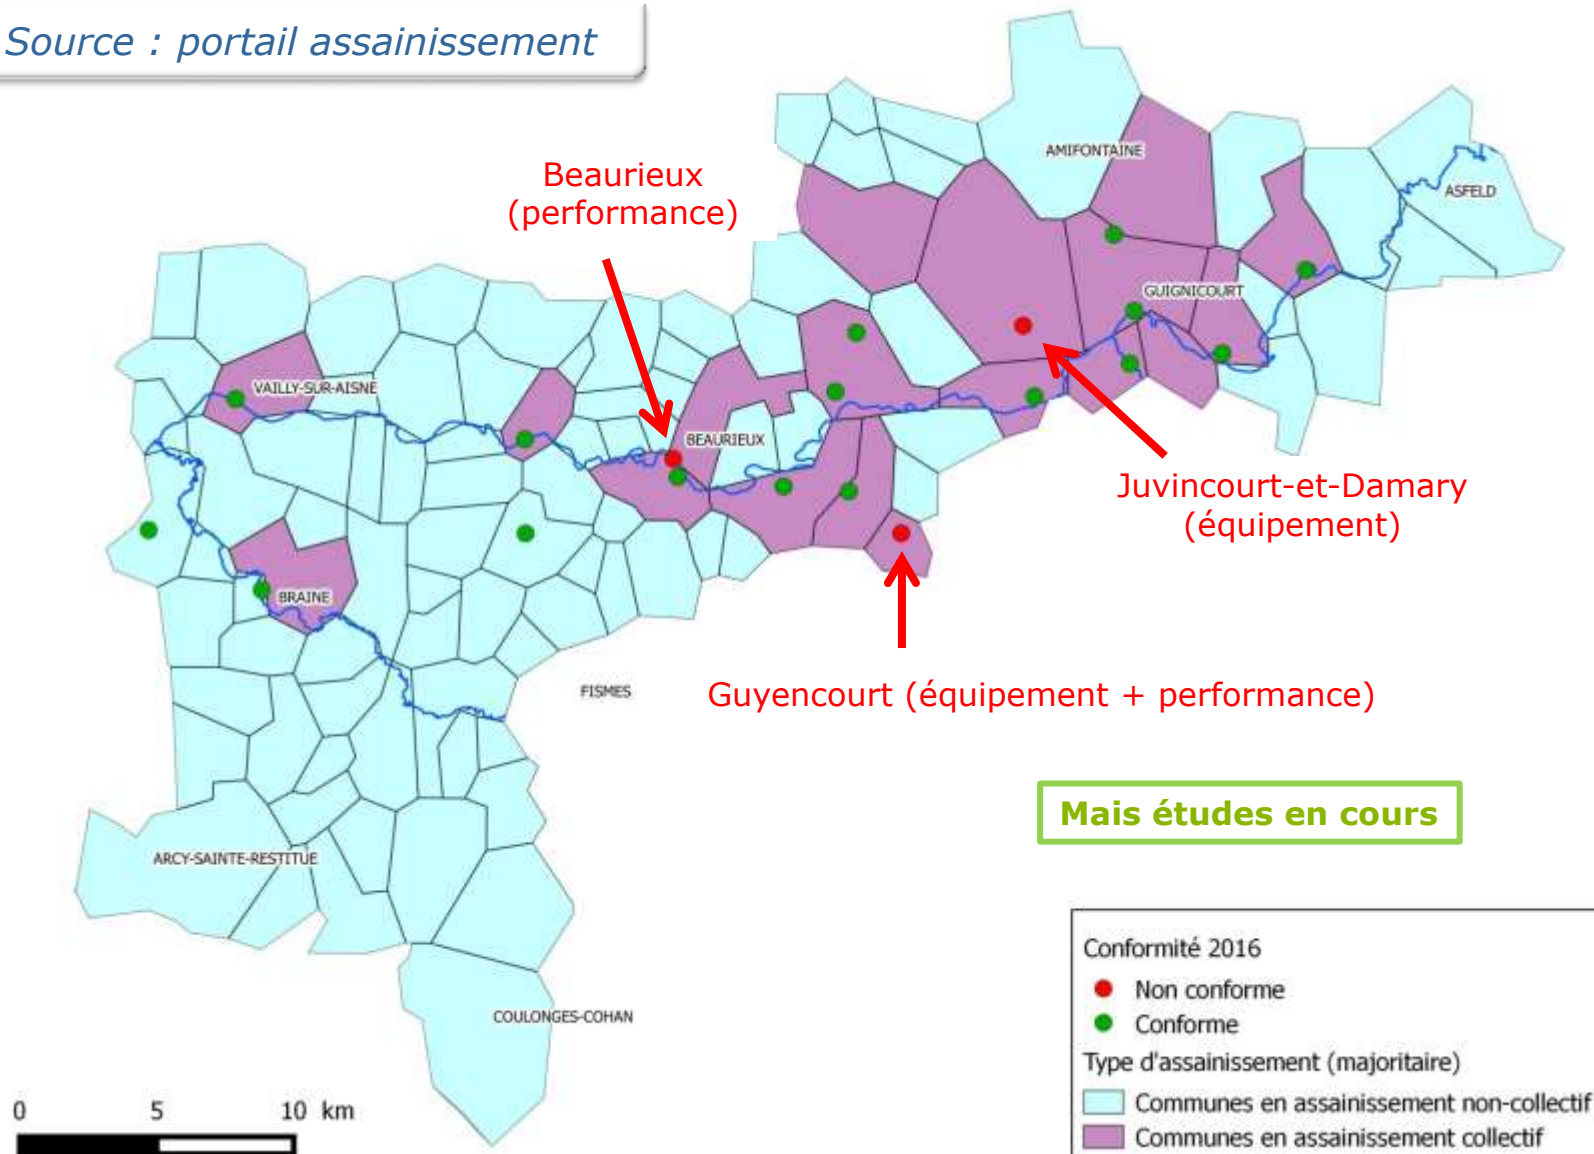 Source : portail assainissement
AMIFONTAINE
Beaurieux
(performance)
ASFELD
GUIGNICOURT
VAILLY-SUR-AISNE
BEAURIEUX
Juvincourt-et-Damary
(équipement)
BRAINE
FISMES
Guyencourt (équipement + performance)
Mais études en cours
ARCY-SAINTE-RESTITUE
COULONGES-COHAN
Conformité 2016
Non conforme
Conforme
Type d'assainissement (majoritaire)
Communes en assainissement non-collectif
Communes en assainissement collectif
0 5 10 km